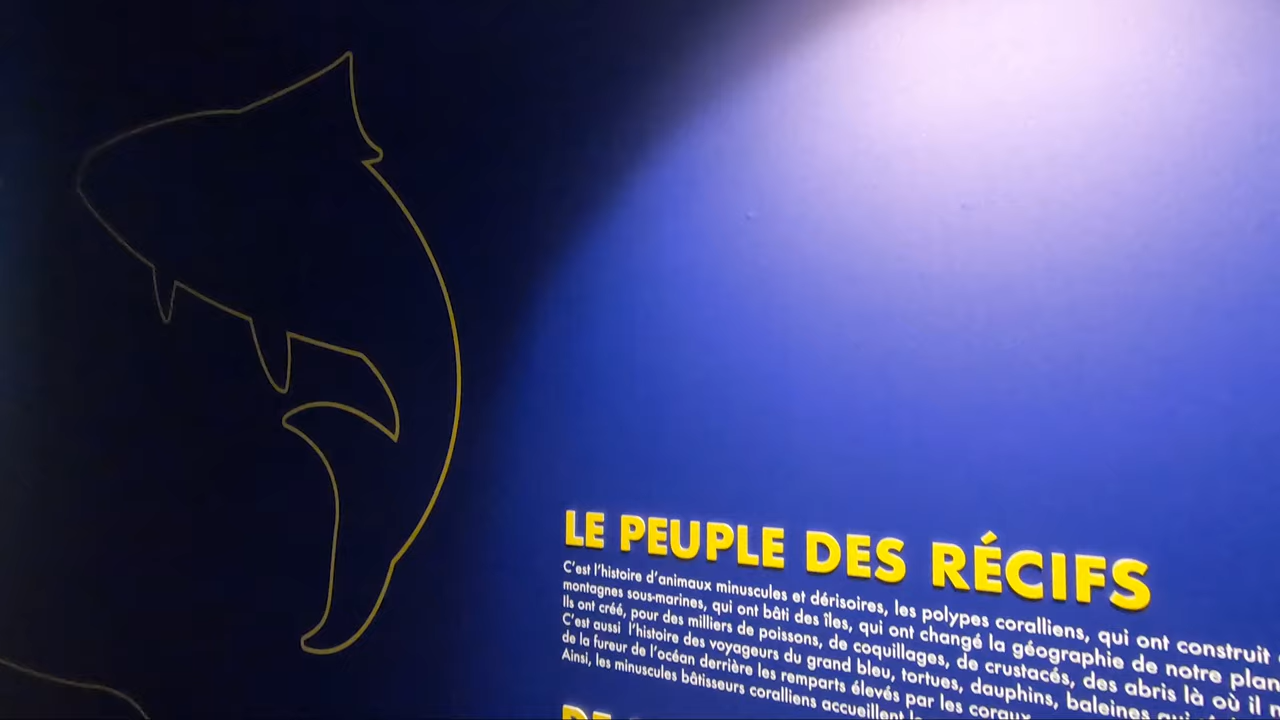 LE PEUPLE DES RÉCIFS
C'est l'histoire d'animaux minuscules et dérisoires, les polypes coralliens, qui ont construit
montagnes sous-marines, qui ont bâti des îles, qui ont changé la géographie de notre plan
Ils ont créé, pour des milliers de poissons, de coquillages, de crustacés, des abris là où il n
C'est aussi l'histoire des voyageurs du grand bleu, tortues, dauphins, baleines qui
de la fureur de l'océan derrière les remparts élevés par les coraux
Ainsi, les minuscules bâtisseurs coralliens accueillent